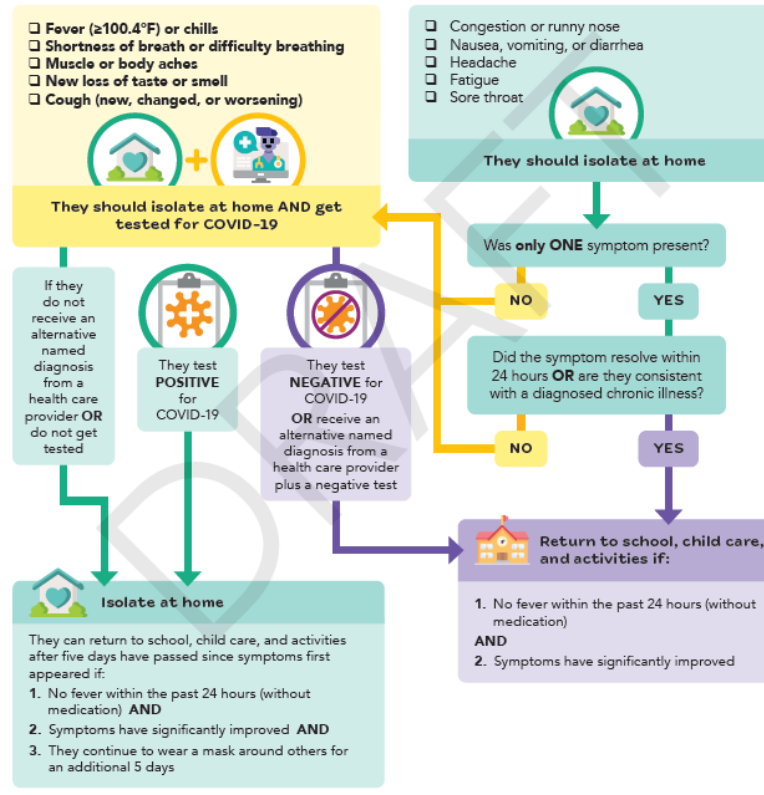 ❑ Fever (≥100.4°F) or chills
❑ Shortness of breath or difficulty breathing
❑ Muscle or body aches
❑ New loss of taste or smell
❑ Cough (new, changed, or worsening)
They should isolate at home AND get
tested for COVID-19
❑ Congestion or runny nose
❑ Nausea, vomiting, or diarrhea
❑ Headache
❑ Fatigue
❑ Sore throat
They should isolate at home
Was only ONE symptom present?
NO
YES
Did the symptom resolve within
24 hours OR are they consistent
with a diagnosed chronic illness?
NO
YES
If they
do not
receive an
alternative
named
diagnosis
from a
health care
provider OR
do not get
tested
They test
POSITIVE
for
COVID-19
They test
NEGATIVE for
COVID-19
OR receive an
alternative named
diagnosis from a
health care provider
plus a negative test
Isolate at home
They can return to school, child care, and activities
after five days have passed since symptoms first
appeared if:
1. No fever within the past 24 hours (without
medication) AND
2. Symptoms have significantly improved AND
3. They continue to wear a mask around others for
an additional 5 days
Return to school, child care,
and activities if:
1. No fever within the past 24 hours (without
medication)
AND
2. Symptoms have significantly improved
DRAFT